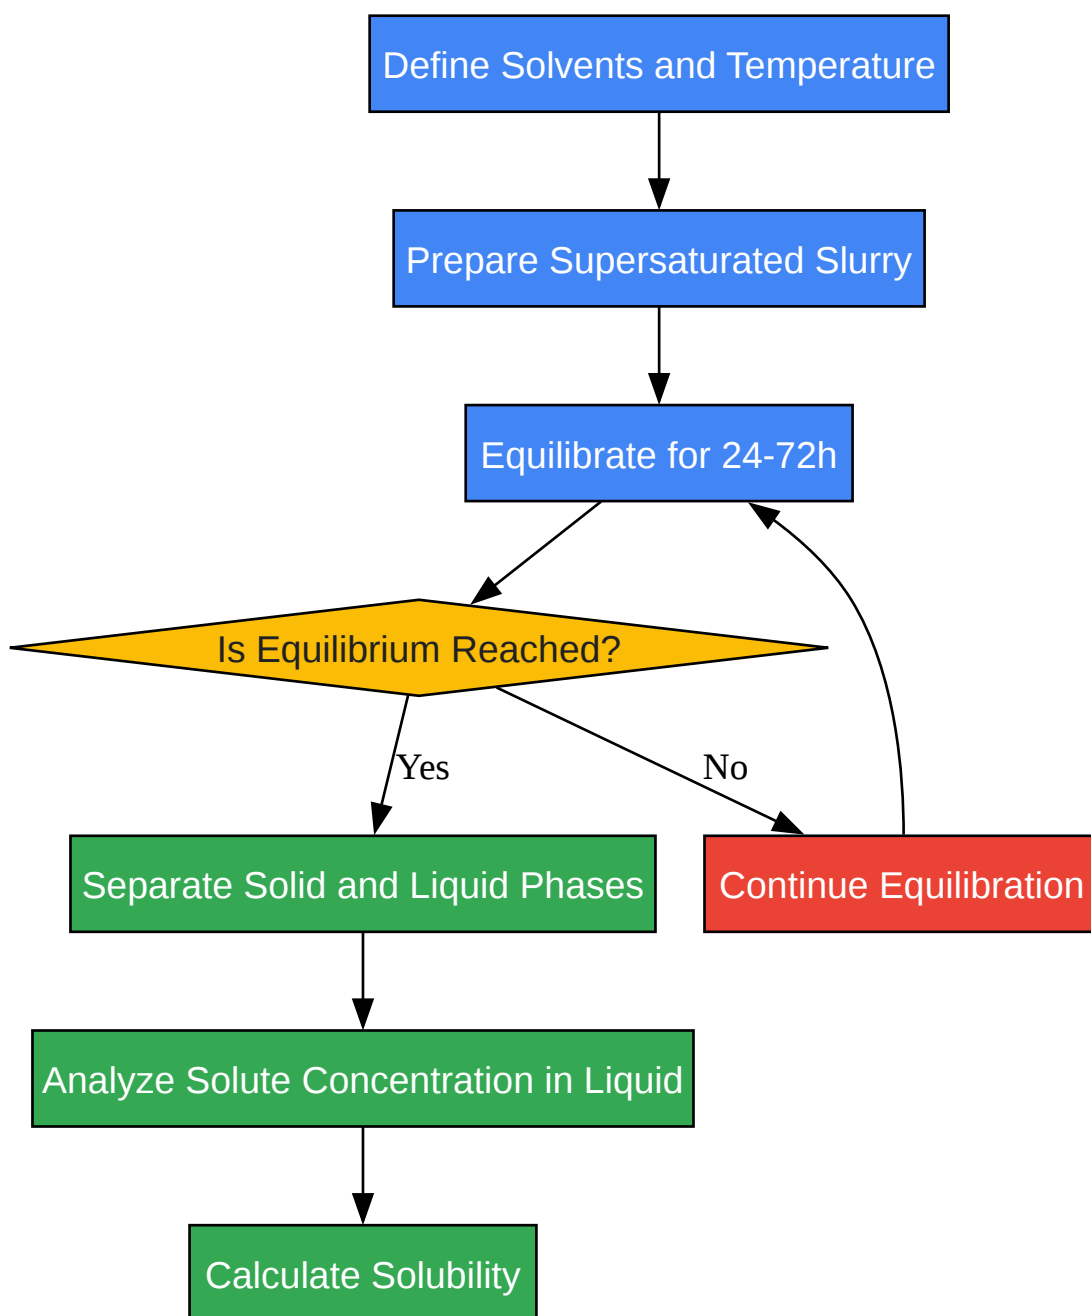 Define Solvents and Temperature
Prepare Supersaturated Slurry
Equilibrate for 24-72h
Is Equilibrium Reached?
Yes
No
Separate Solid and Liquid Phases
Continue Equilibration
Analyze Solute Concentration in Liquid
Calculate Solubility